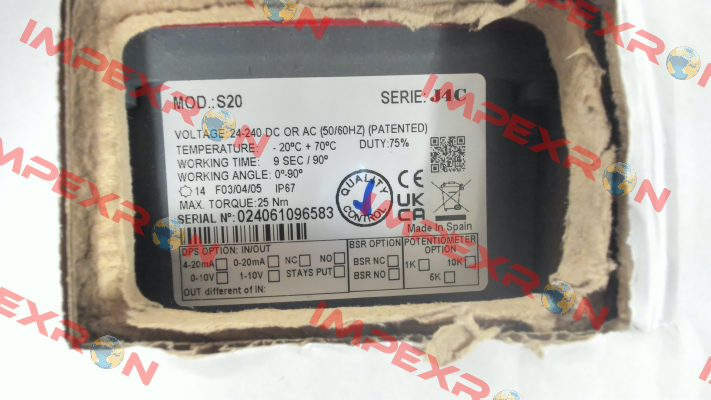 MOD.:S20 SERIE: J4C
VOLTAGE: 24-240 DC OR AC (50/60HZ) (PATENTED)
TEMPERATURE: - 20ºC + 70ºC DUTY:75%
WORKING TIME: 9 SEC / 90º
WORKING ANGLE: 0º-90º
14 F03/04/05 IP67
MAX. TORQUE:25 Nm
SERIAL Nº:024061096583
QUALITY CONTROL
CE
UK
CA
Made in Spain
DPS OPTION: IN/OUT
4-20mA 0-20mA NC NO
0-10V 1-10V STAYS PUT
OUT different of IN:
BSR OPTION
BSR NC
BSR NO
POTENTIOMETER
OPTION
1K 10K
5K
IMPEXRON
IMPEXRON
IMPEXRON
IMPEXRON
IMPEXRON